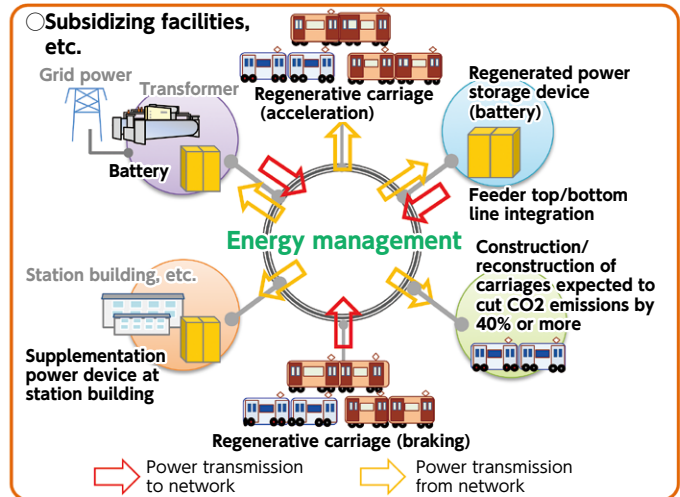 ○Subsidizing facilities,
etc.
Grid power
Transformer
Battery
Regenerative carriage
(acceleration)
Regenerated power
storage device
(battery)
Feeder top/bottom
line integration
Energy management
Station building, etc.
Supplementation
power device at
station building
Construction/
reconstruction of
carriages expected to
cut CO2 emissions by
40% or more
Regenerative carriage (braking)
Power transmission
to network
Power transmission
from network